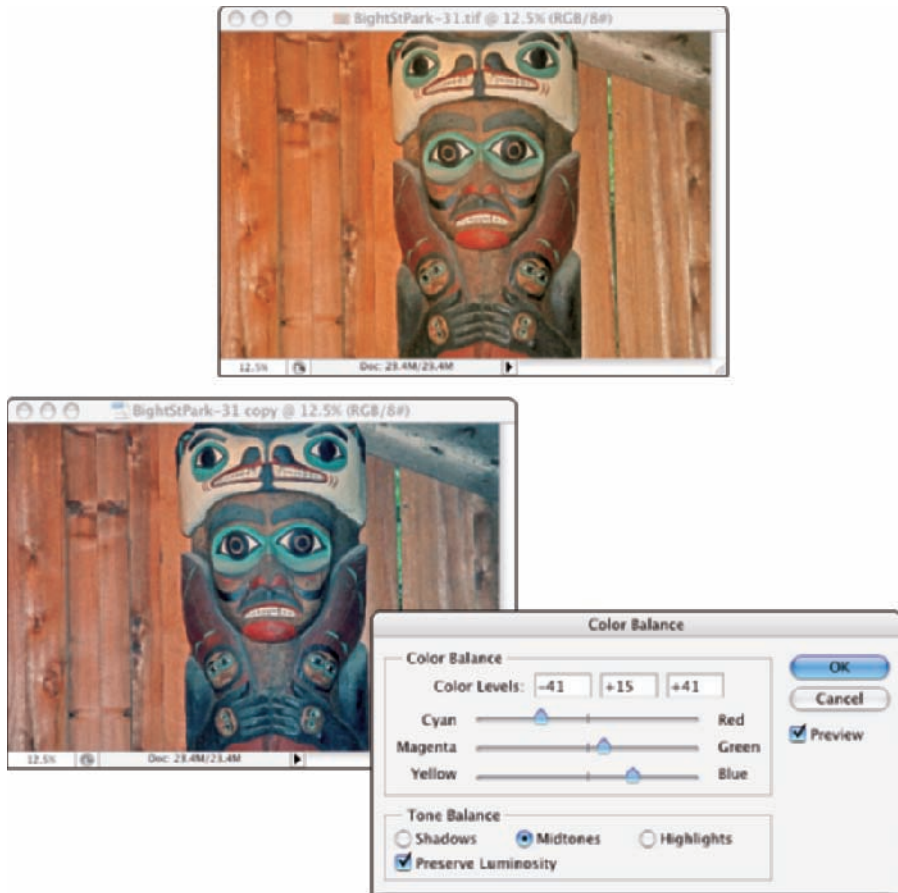 BightStPark-31.tif @ 12.5% (RGB/8#)
12.5%
Doc: 23.4M/23.4M
BightStPark-31 copy @ 12.5% (RGB/8#)
12.5%
Doc: 23.4M/23.4M
Color Balance
Color Balance
Color Levels: -41 +15 +41
Cyan Red
Magenta Green
Yellow Blue
OK
Cancel
Preview
Tone Balance
Shadows Midtones Highlights
Preserve Luminosity